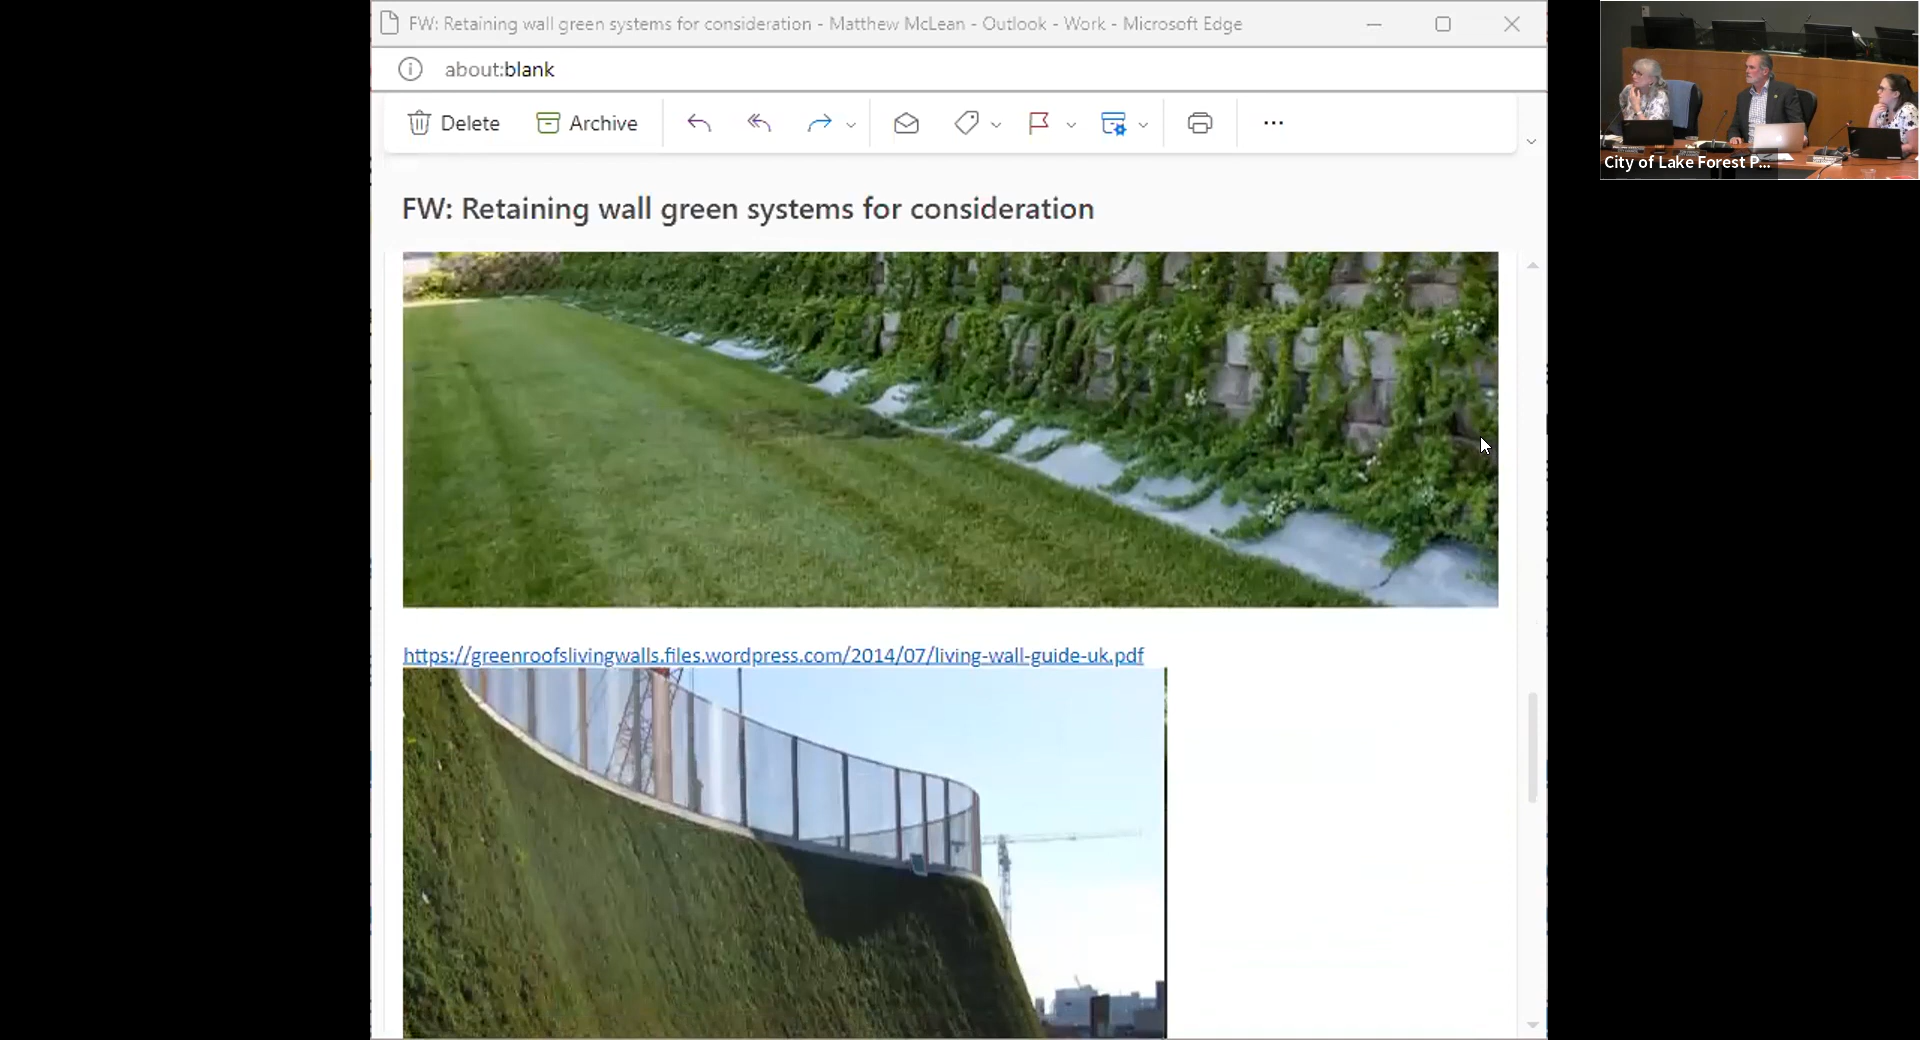 FW: Retaining wall green systems for consideration - Matthew McLean - Outlook - Work - Microsoft Edge
about:blank
Delete
Archive
FW: Retaining wall green systems for consideration
https://greenroofslivingwalls.files.wordpress.com/2014/07/living-wall-guide-uk.pdf
City of Lake Forest P...